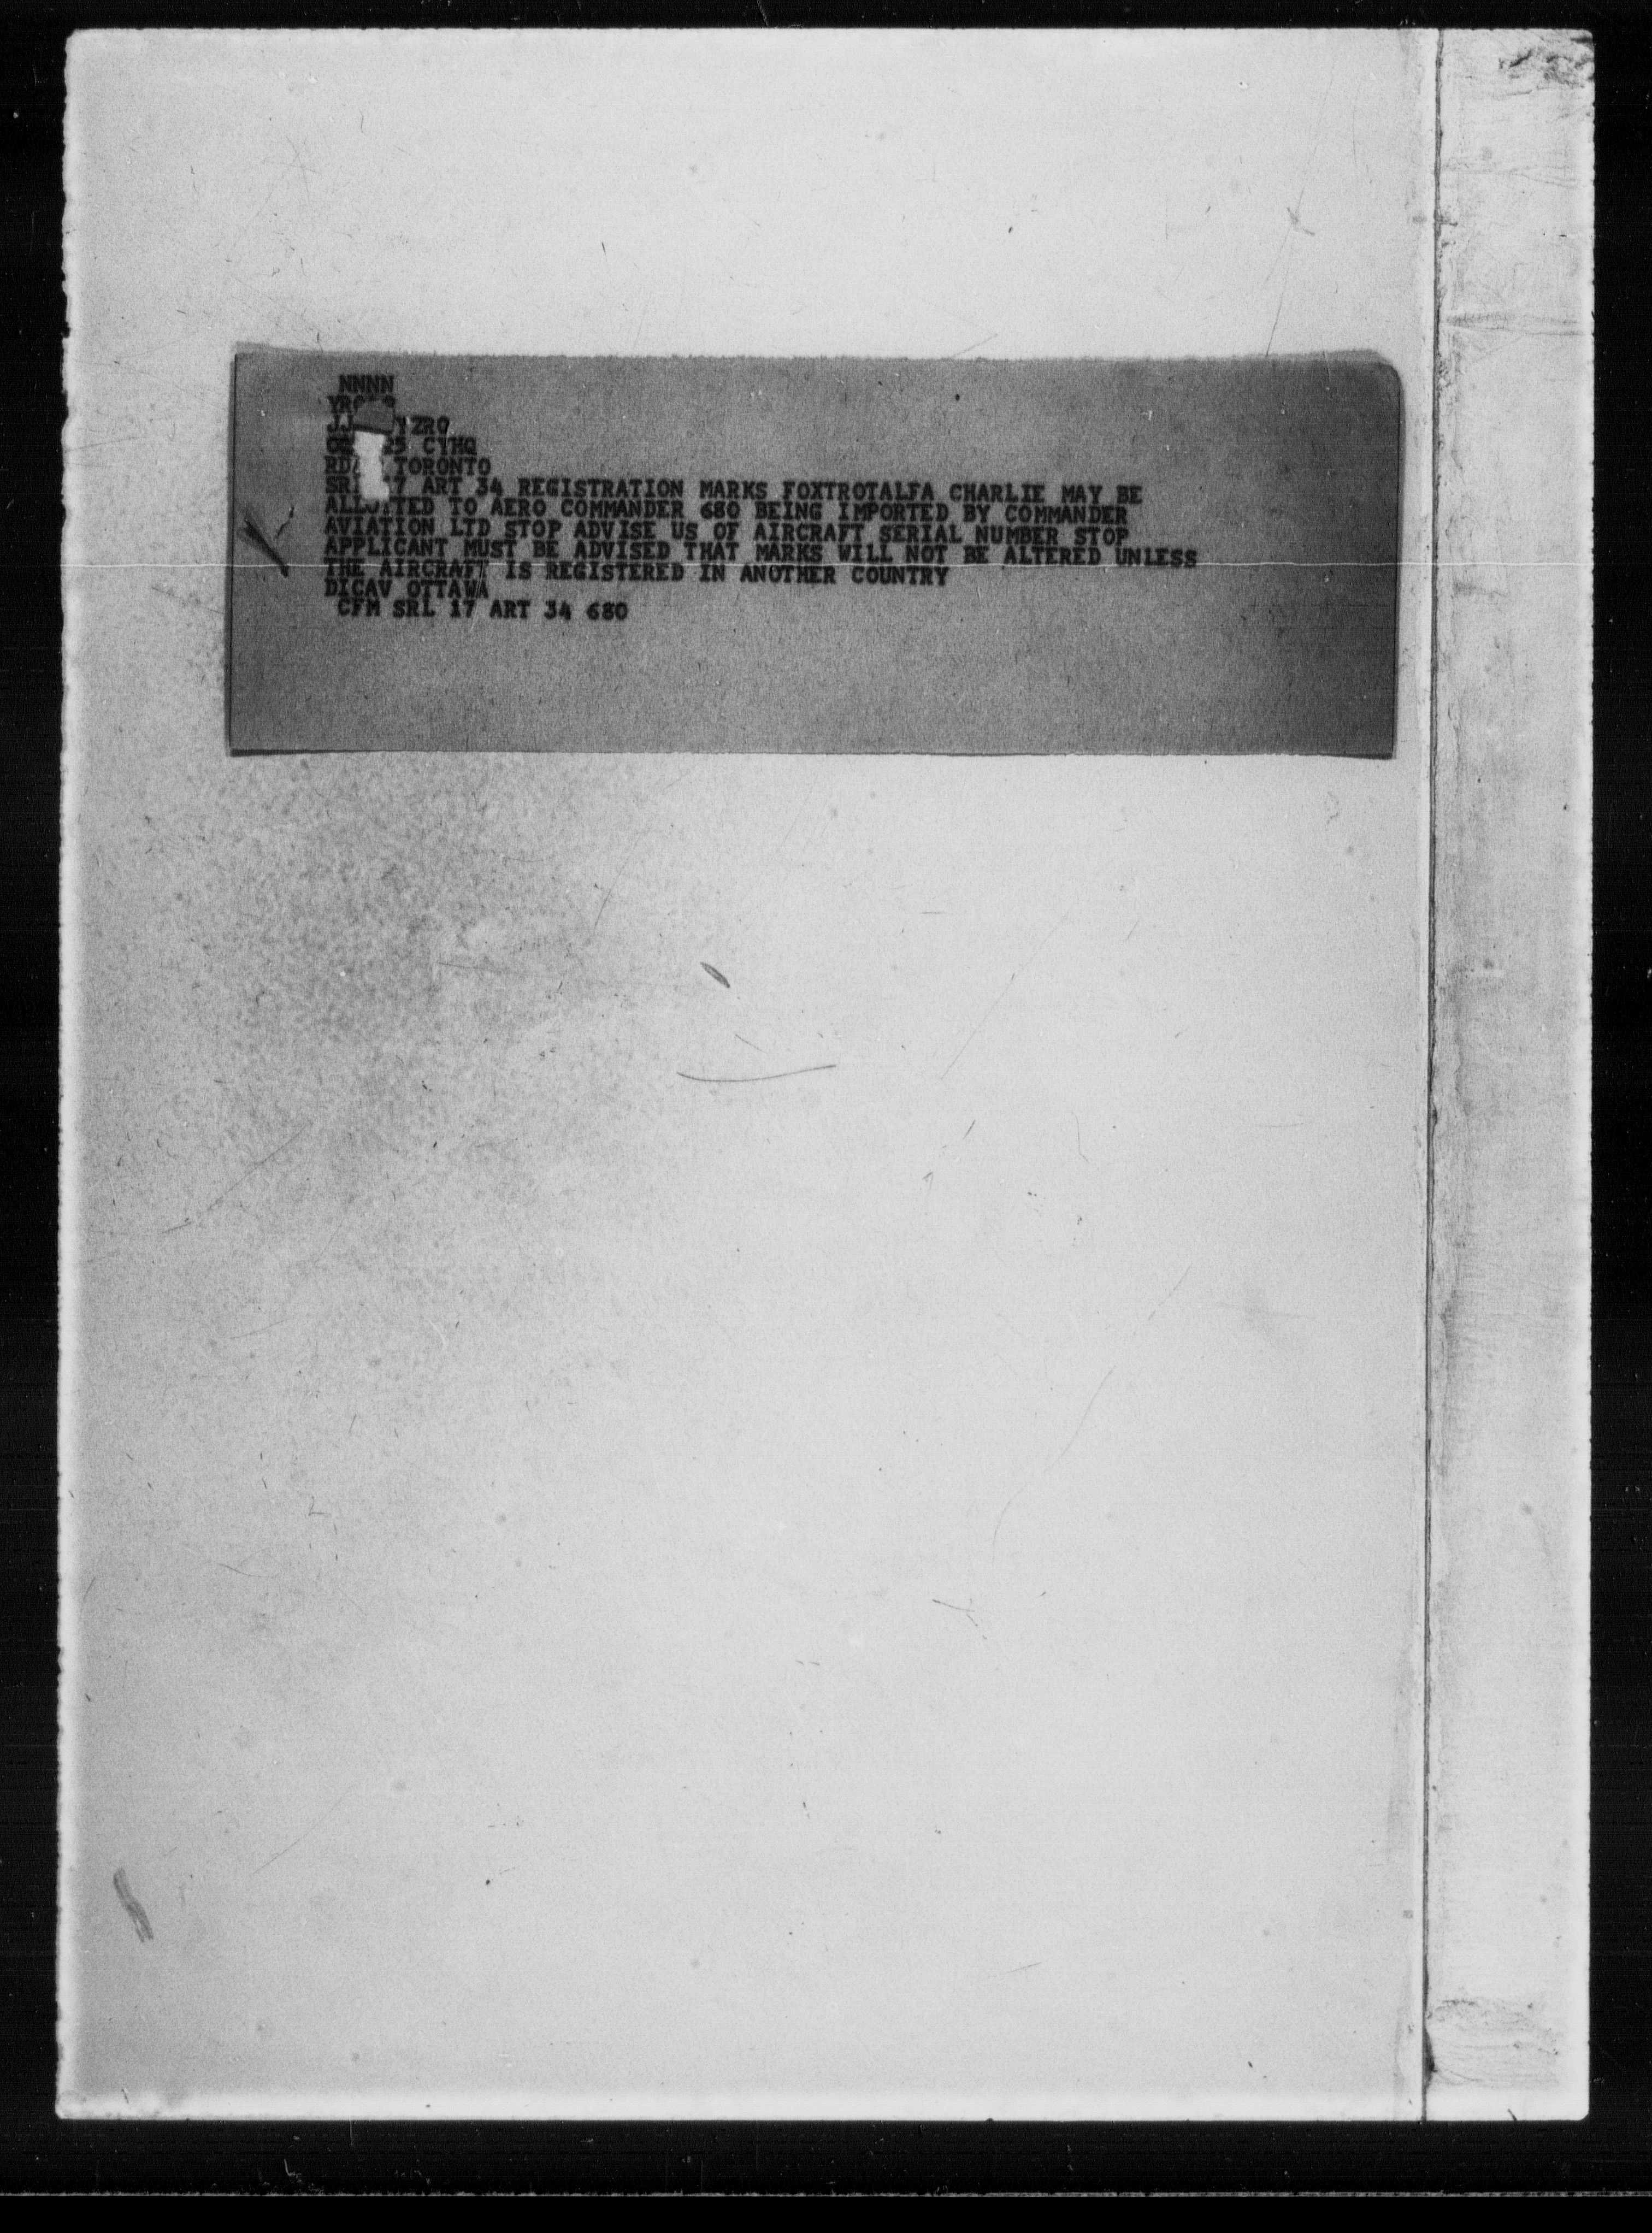 NNNN
YZRO
CYHQ
TORONTO
ART 34 REGISTRATION MARKS FOXTROTALFA CHARLIE MAY BE
ALLOTTED TO AERO COMMANDER 680 BEING IMPORTED BY COMMANDER
AVIATION LTD STOP ADVISE US OF AIRCRAFT SERIAL NUMBER STOP
APPLICANT MUST BE ADVISED THAT MARKS WILL NOT BE ALTERED UNLESS
THE AIRCRAFT IS REGISTERED IN ANOTHER COUNTRY
DICAV OTTAWA
CFM SRL 17 ART 34 680